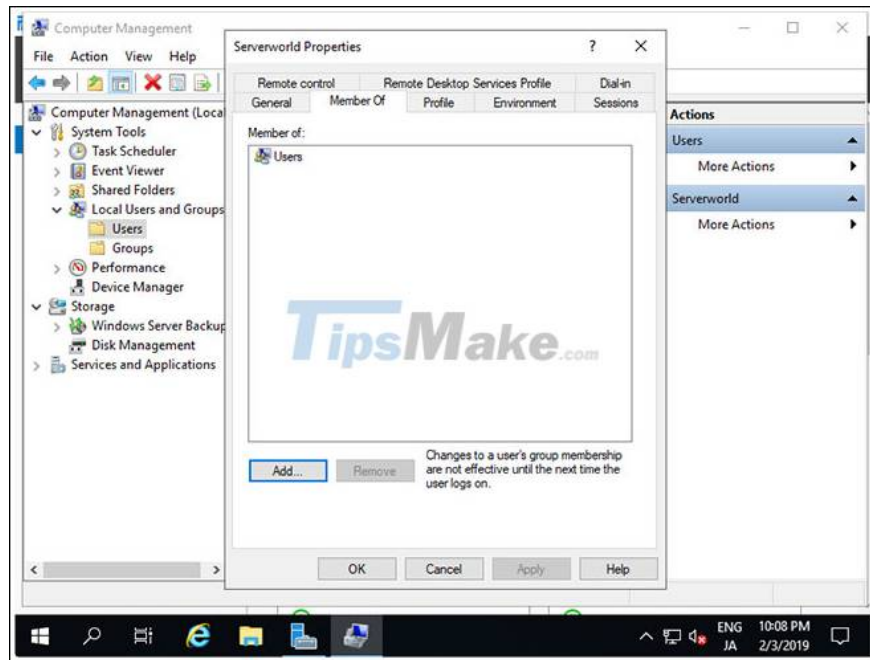 Computer Management
File Action View Help
Computer Management (Local
System Tools
Task Scheduler
Event Viewer
Shared Folders
Local Users and Groups
Users
Groups
Performance
Device Manager
Storage
Windows Server Backup
Disk Management
Services and Applications
Serverworld Properties
? X
Remote control Remote Desktop Services Profile Dial-in
General Member Of Profile Environment Sessions
Member of:
Users
TipsMake.com
Add... Remove
Changes to a user's group membership
are not effective until the next time the
user logs on.
OK Cancel Apply Help
Actions
Users
More Actions
Serverworld
More Actions
ENG 10:08 PM
JA 2/3/2019